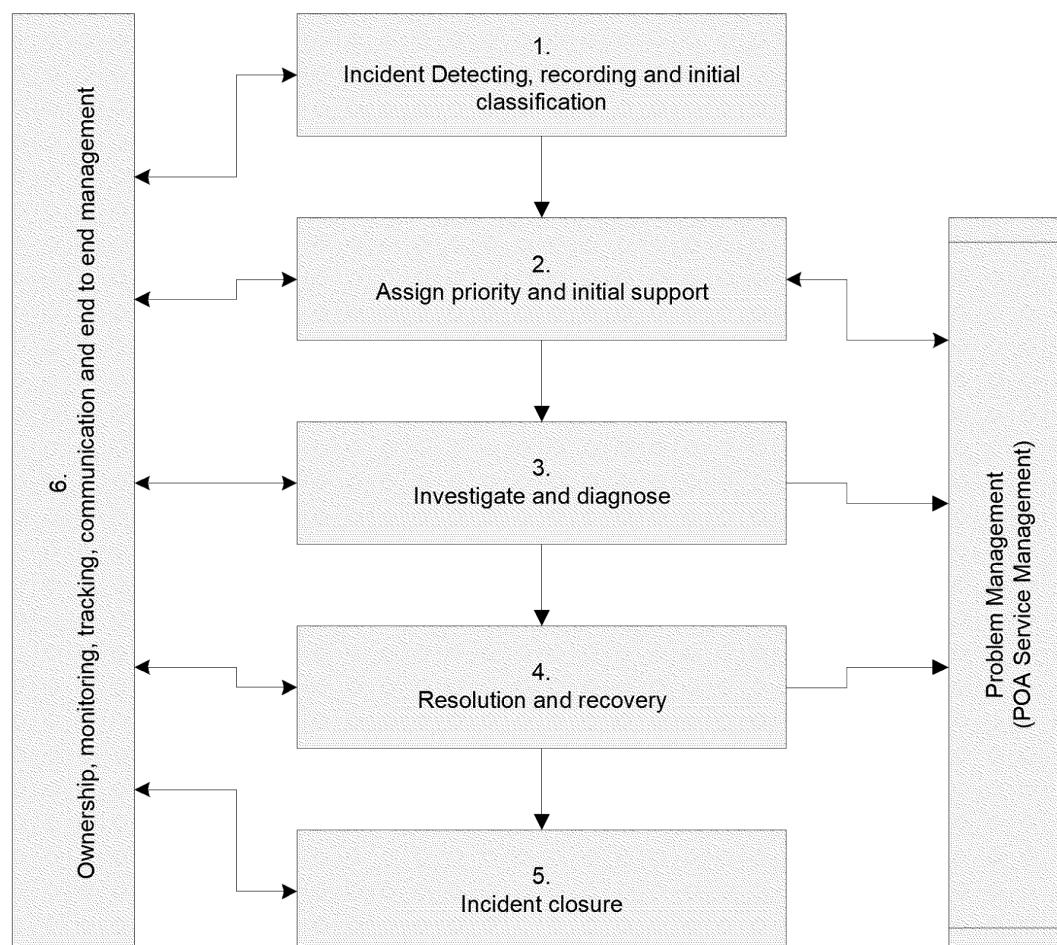 1.
Incident Detecting, recording and initial
classification
2.
Assign priority and initial support
3.
Investigate and diagnose
4.
Resolution and recovery
5.
Incident closure
6.
Ownership, monitoring, tracking, communication and end to end management
Problem Management
(POA Service Management)